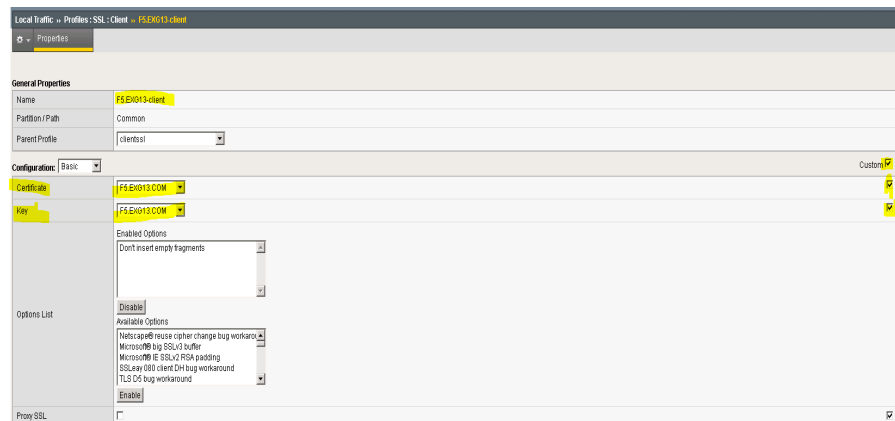 Local Traffic » Profiles : SSL : Client » F5.EXG13-client
Properties
General Properties
Name F5.EXG13-client
Partition / Path Common
Parent Profile clientssl
Configuration: Basic Custom
Certificate F5.EXG13.COM
Key F5.EXG13.COM
Options List
Enabled Options
Don't insert empty fragments
Disable
Available Options
Netscape® reuse cipher change bug workarou
Microsoft® big SSLv3 buffer
Microsoft® IE SSLv2 RSA padding
SSLeay 080 client DH bug workaround
TLS D5 bug workaround
Enable
Proxy SSL